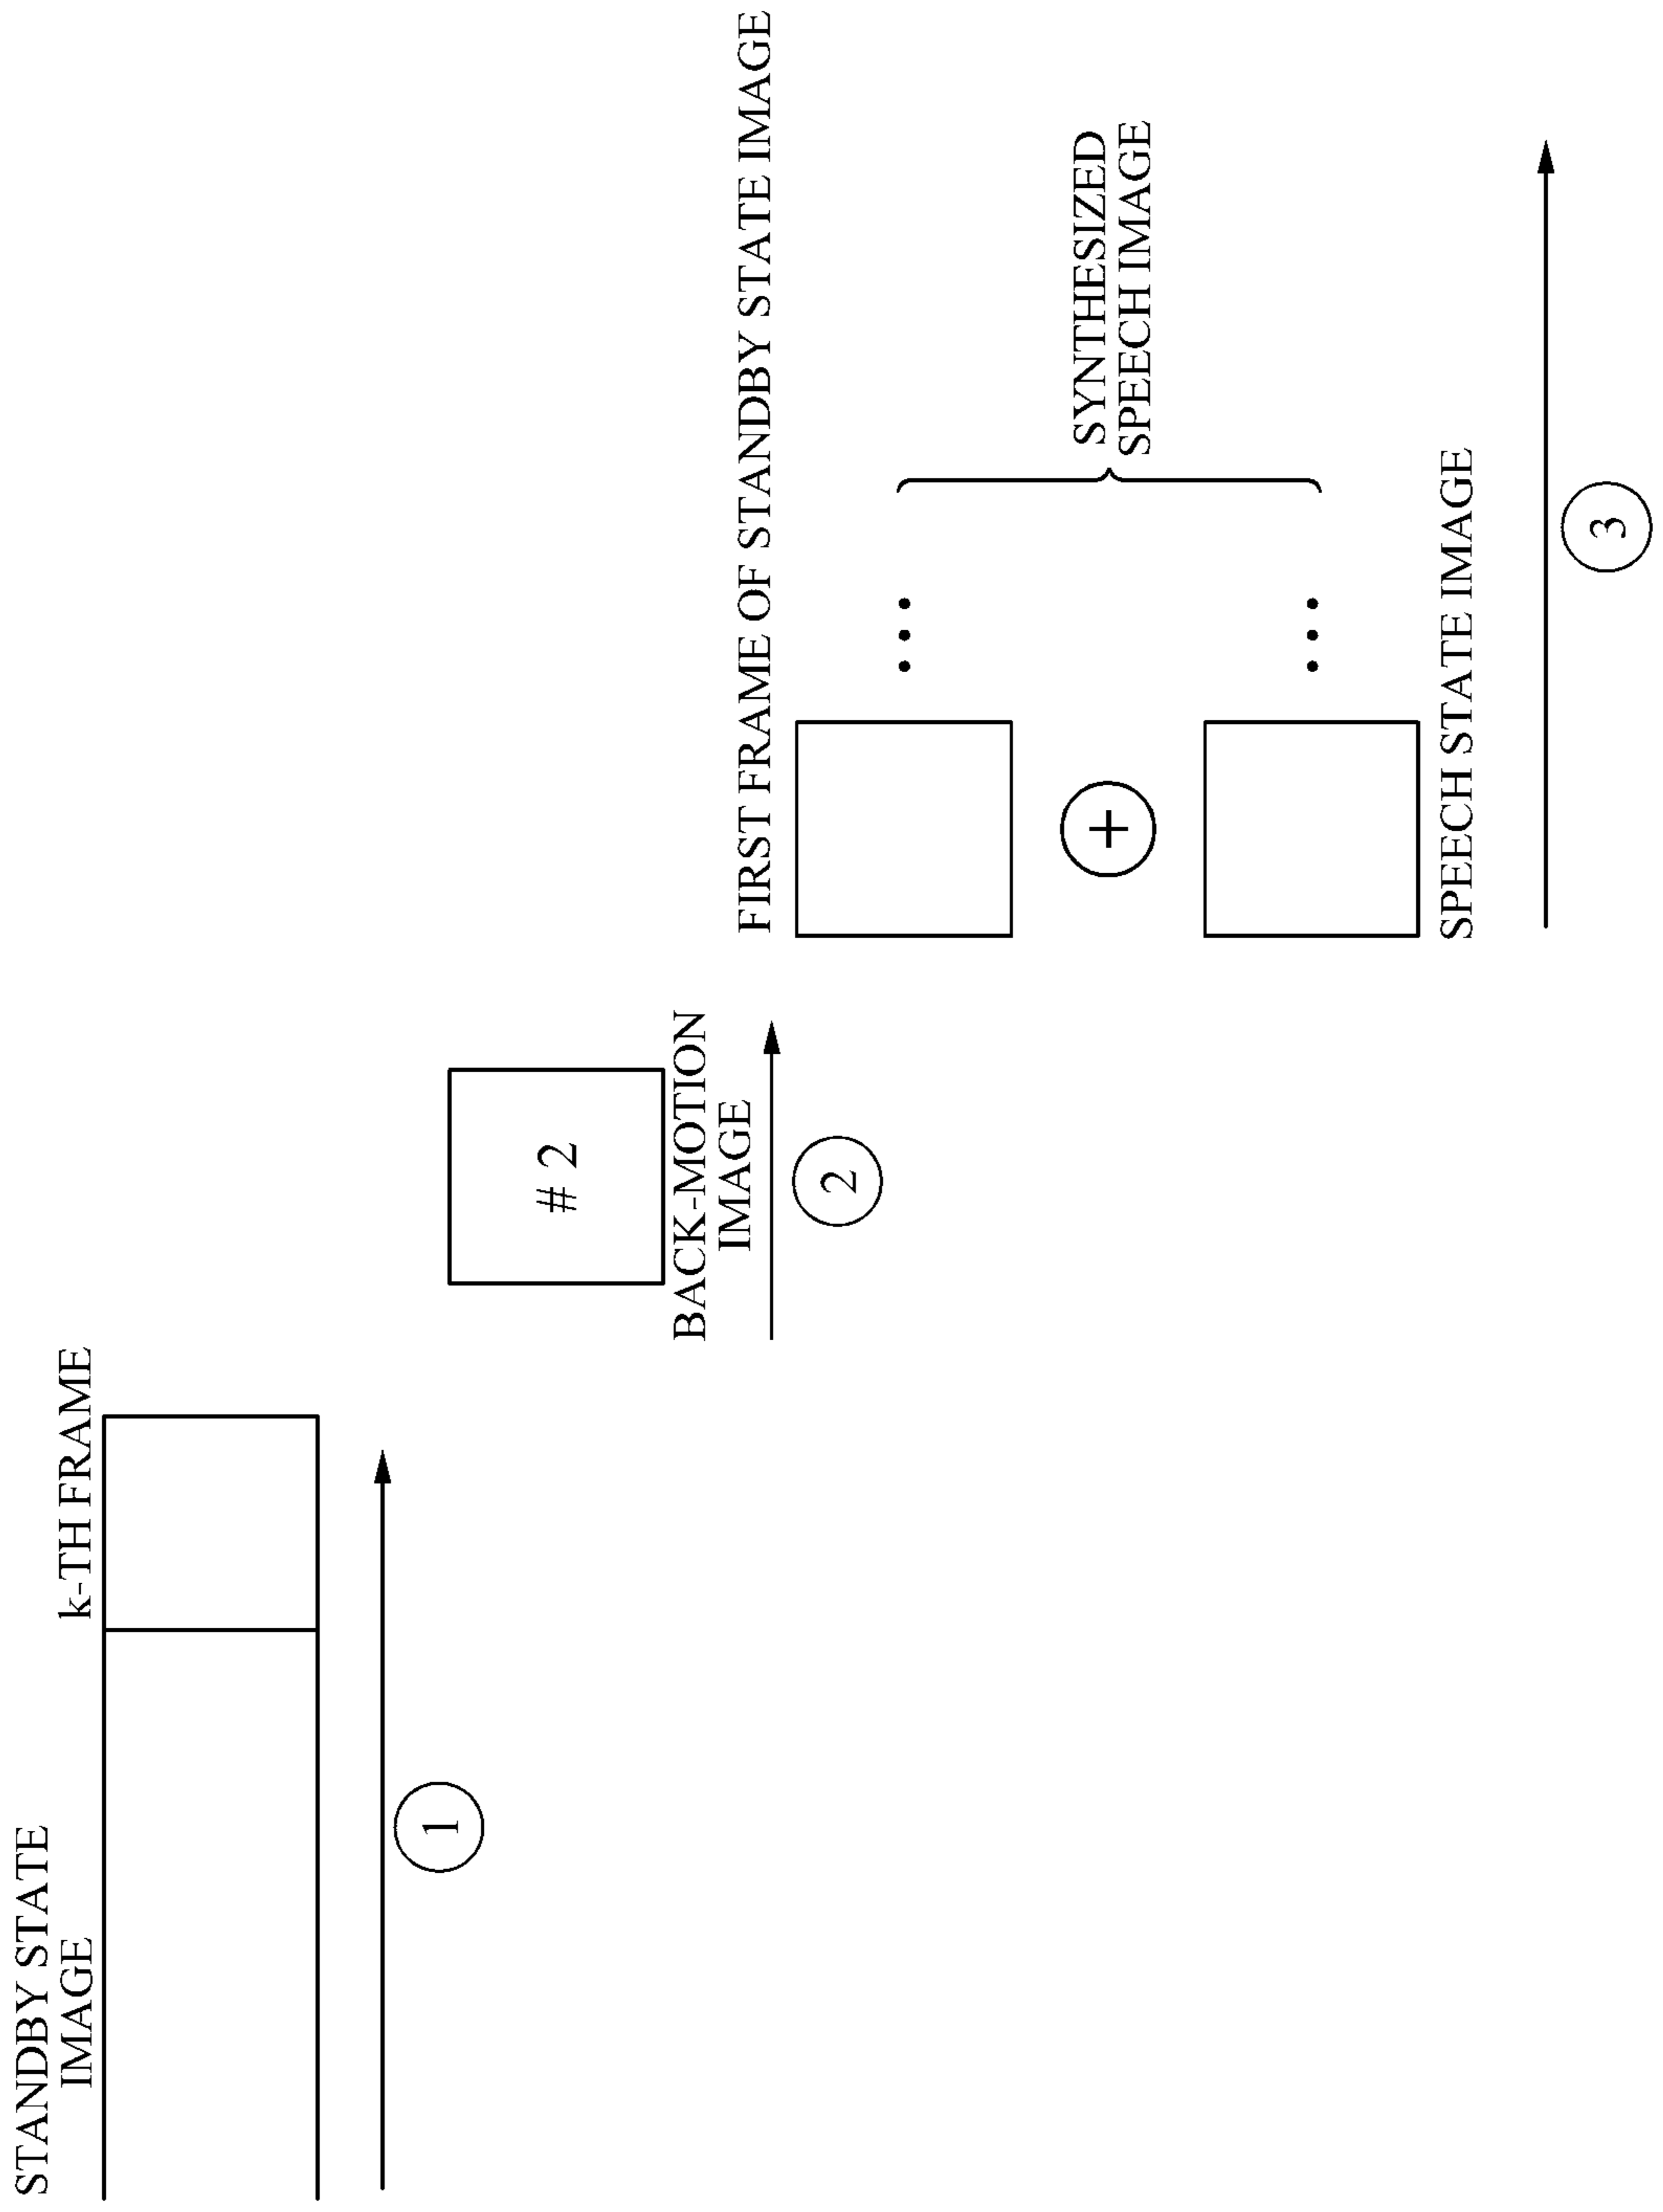 STANDBY STATE
IMAGE
k-TH FRAME
1
# 2
BACK-MOTION
IMAGE
2
FIRST FRAME OF STANDBY STATE IMAGE
+
SYNTHESIZED
SPEECH IMAGE
SPEECH STATE IMAGE
3